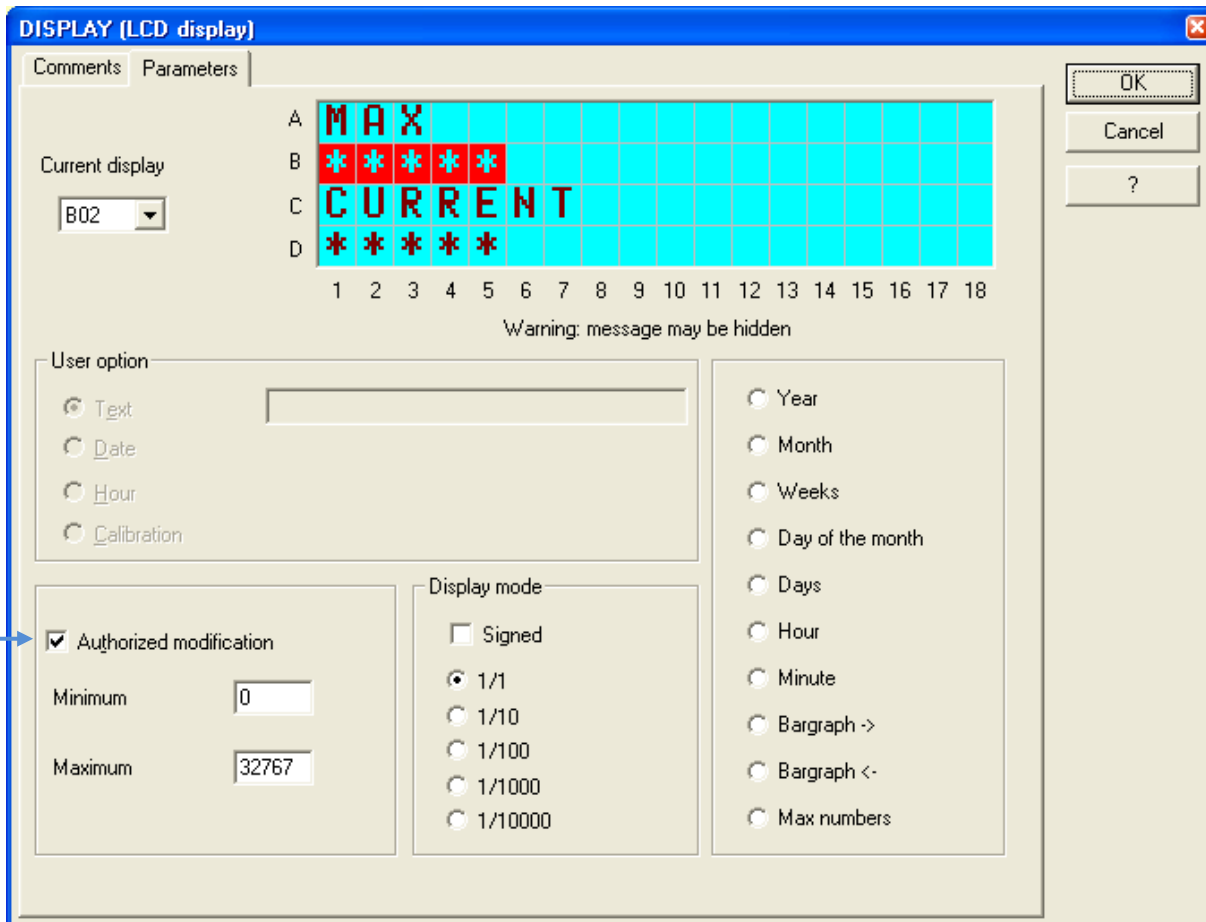 DISPLAY (LCD display)
Comments Parameters
OK
Cancel
?
Current display
B02
A MAX
B *****
C CURRENT
D *****
1 2 3 4 5 6 7 8 9 10 11 12 13 14 15 16 17 18
Warning: message may be hidden
User option
Text
Date
Hour
Calibration
Authorized modification
Minimum 0
Maximum 32767
Display mode
Signed
1/1
1/10
1/100
1/1000
1/10000
Year
Month
Weeks
Day of the month
Days
Hour
Minute
Bargraph ->
Bargraph <-
Max numbers